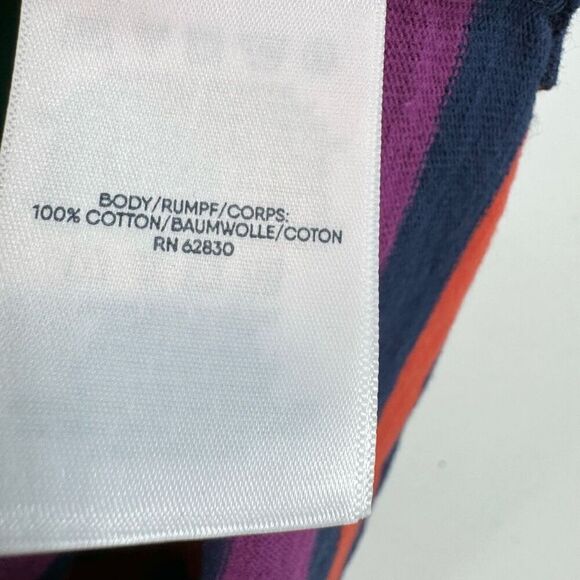 BODY/RUMPF/CORPS:
100% COTTON/BAUMWOLLE/COTON
RN 62830